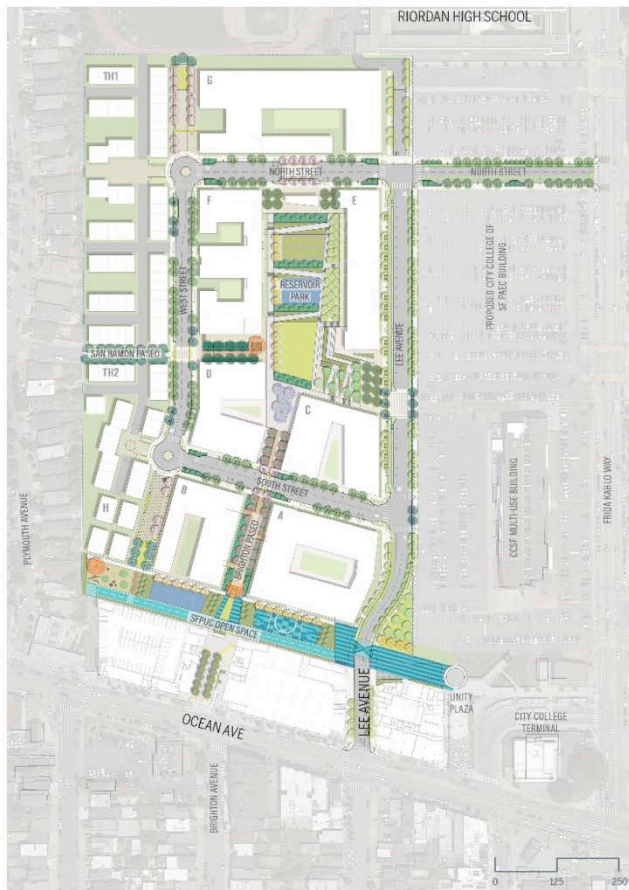 RIORDAN HIGH SCHOOL
TH1
G
NORTH STREET
NORTH STREET
F
E
WEST STREET
RESERVOIR
PARK
LEE AVENUE
PROPOSED CITY COLLEGE OF
SF PAEC BUILDING
SAN RAMON PASEO
TH2
D
C
SOUTH STREET
CCSF MULTI-USE BUILDING
FRIDA KAHLO WAY
PLYMOUTH AVENUE
H
B
A
BRIGHTON PASEO
SFPUC OPEN SPACE
UNITY
PLAZA
OCEAN AVE
LEE AVENUE
CITY COLLEGE
TERMINAL
BRIGHTON AVENUE
0 125 250